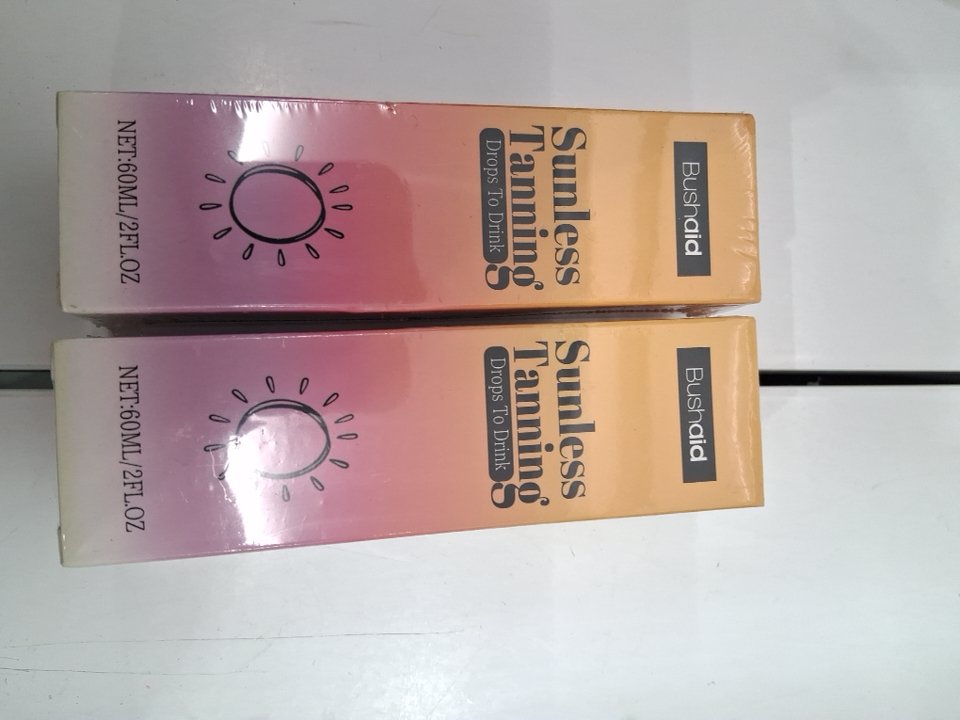 Bushaid
Sunless
Tanning
Drops To Drink
NET:60ML/2FL.OZ
Bushaid
Sunless
Tanning
Drops To Drink
NET:60ML/2FL.OZ